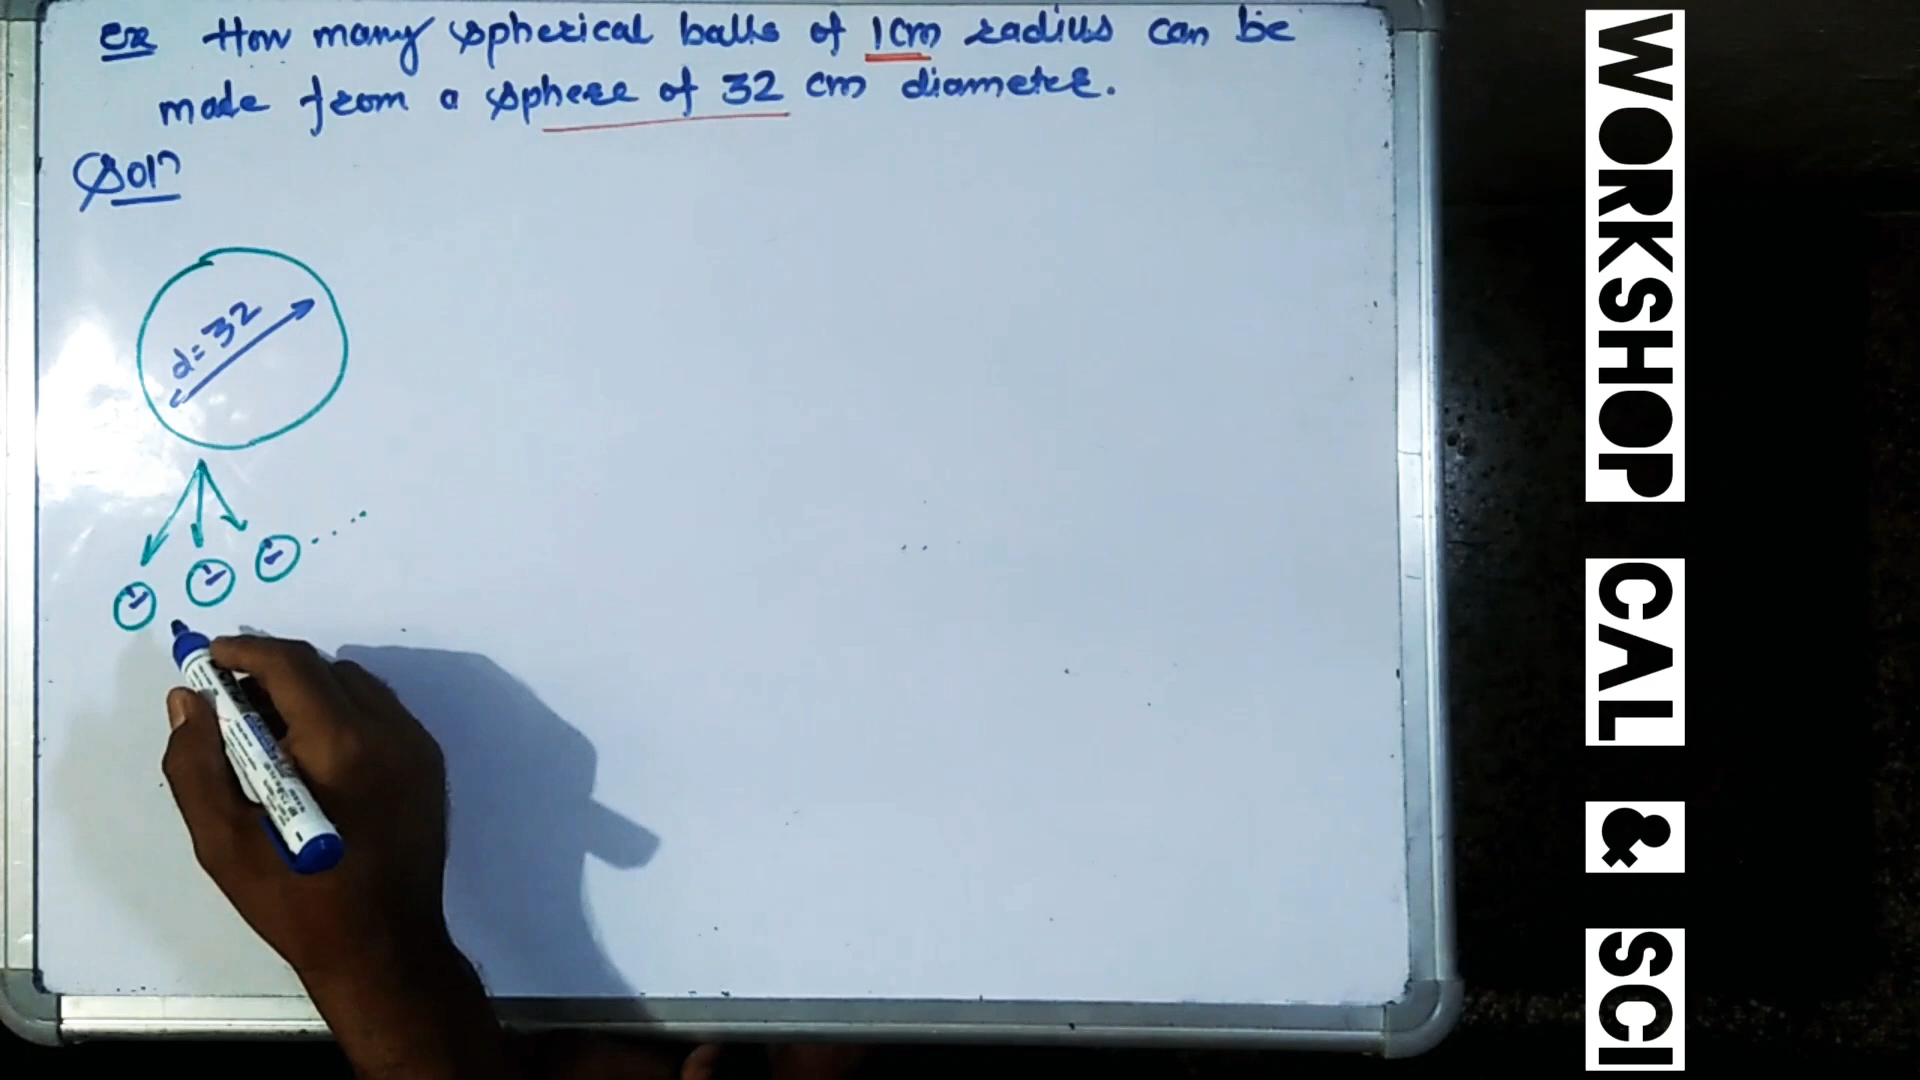 Ex How many spherical balls of 1cm radius can be
made from a sphere of 32 cm diameter.
Soln
d=32
WORKSHOP CAL & SCI